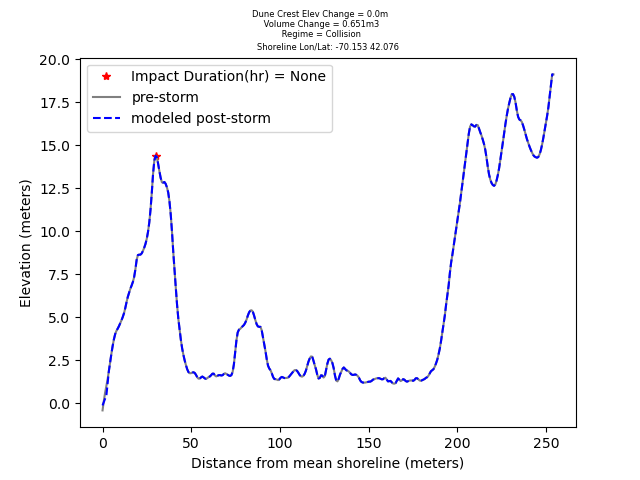 Dune Crest Elev Change = 0.0m
Volume Change = 0.651m3
Regime = Collision
Shoreline Lon/Lat: -70.153 42.076
Impact Duration(hr) = None
pre-storm
modeled post-storm
20.0
17.5
15.0
12.5
10.0
7.5
5.0
2.5
0.0
Elevation (meters)
0 50 100 150 200 250
Distance from mean shoreline (meters)